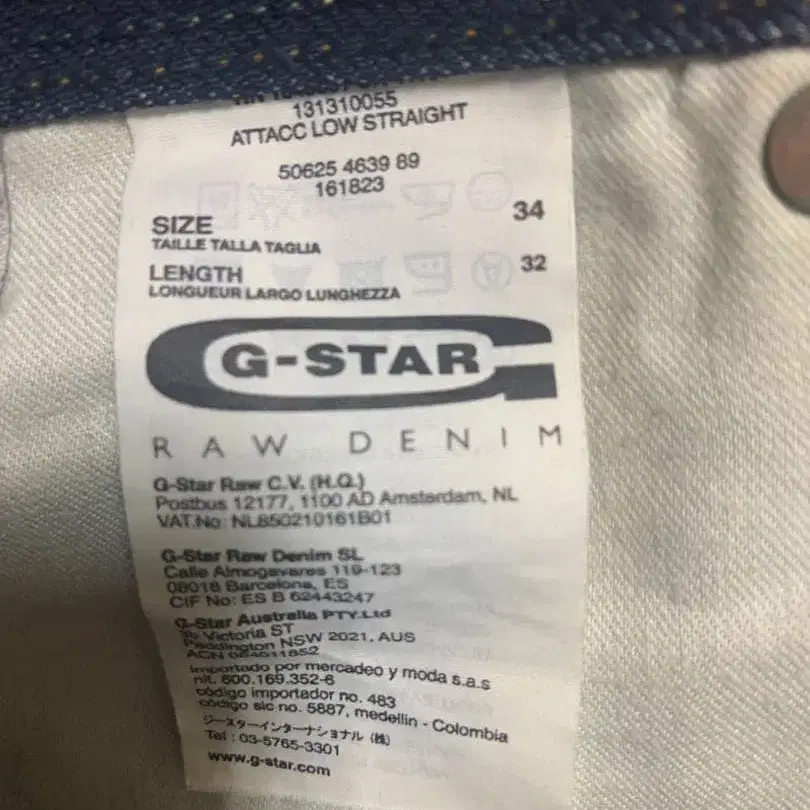 131310055
ATTACC LOW STRAIGHT
50625 4639 89
161823
SIZE 34
TAILLE TALLA TAGLIA
LENGTH 32
LONGUEUR LARGO LUNGHEZZA
G-STAR
RAW DENIM
G-Star Raw C.V. (H.Q.)
Postbus 12177, 1100 AD Amsterdam, NL
VAT.No: NL850210161B01
G-Star Raw Denim SL
Calle Almogavares 119-123
08018 Barcelona, ES
CIF No: ES B 62443247
G-Star Australia PTY.Ltd
Victoria ST
Paddington NSW 2021, AUS
ACN 084011852
importado por mercadeo y moda s.a.s
nit. 800.169.352-6
código importador no. 483
código sic no. 5887, medellin - Colombia
ジースターインターナショナル (株)
Tel : 03-5765-3301
www.g-star.com